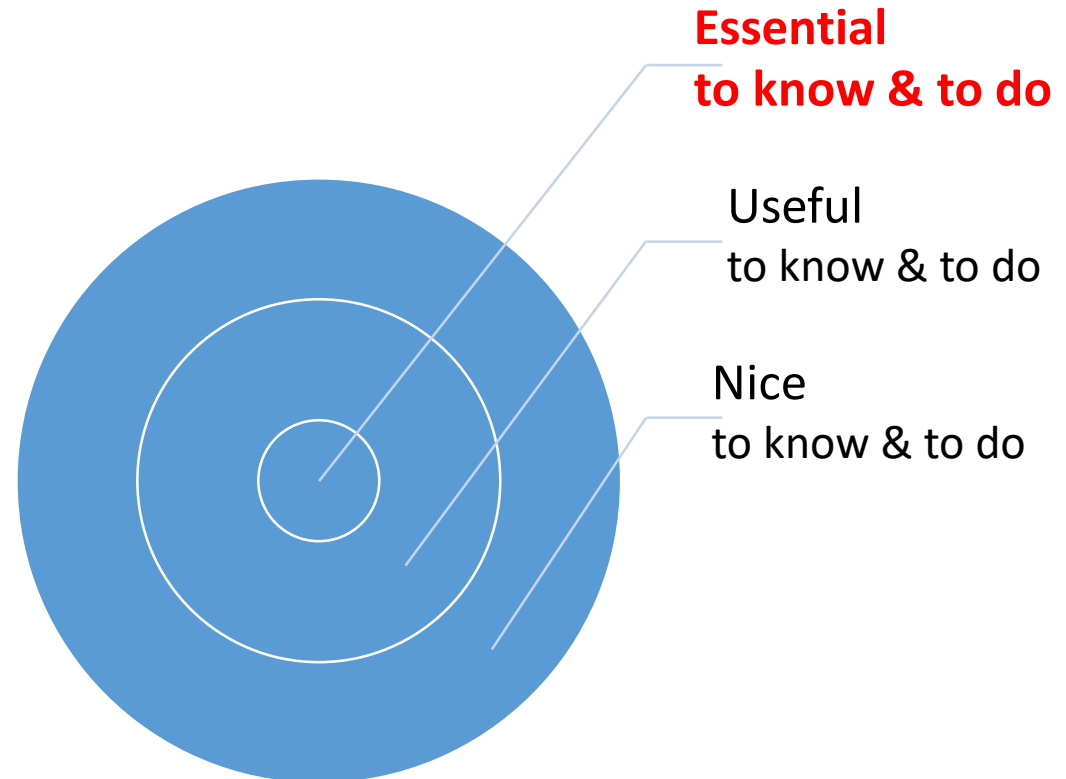 Essential
to know & to do
Useful
to know & to do
Nice
to know & to do